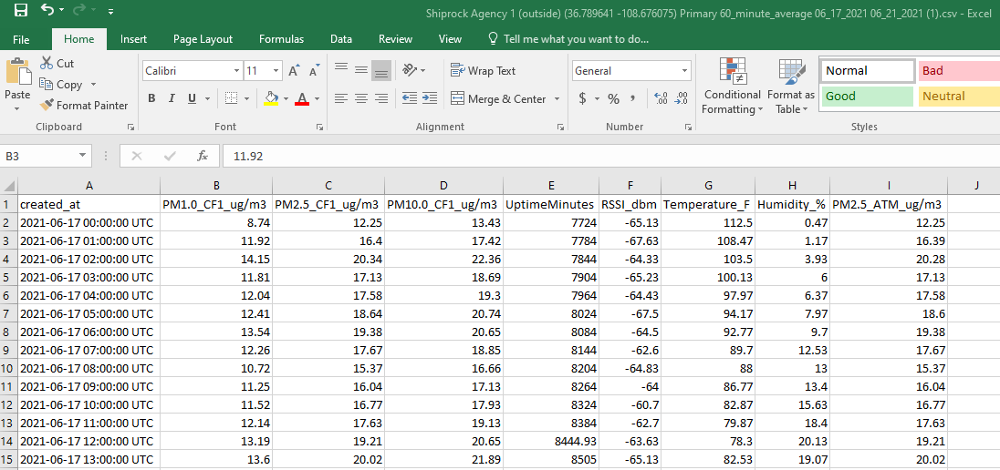 Shiprock Agency 1 (outside) (36.789641 -108.676075) Primary 60_minute_average 06_17_2021 06_21_2021 (1).csv - Excel
File Home Insert Page Layout Formulas Data Review View Tell me what you want to do...
Paste
Cut
Copy
Format Painter
Clipboard
Calibri 11
B I U
Font
Wrap Text
Merge & Center
Alignment
General
$ % ,
Number
Conditional Formatting
Format as Table
Normal Bad
Good Neutral
Styles
B3 fx 11.92
A B C D E F G H I J
1 created_at PM1.0_CF1_ug/m3 PM2.5_CF1_ug/m3 PM10.0_CF1_ug/m3 UptimeMinutes RSSI_dbm Temperature_F Humidity_% PM2.5_ATM_ug/m3
2 2021-06-17 00:00:00 UTC 8.74 12.25 13.43 7724 -65.13 112.5 0.47 12.25
3 2021-06-17 01:00:00 UTC 11.92 16.4 17.42 7784 -67.63 108.47 1.17 16.39
4 2021-06-17 02:00:00 UTC 14.15 20.34 22.36 7844 -64.33 103.5 3.93 20.28
5 2021-06-17 03:00:00 UTC 11.81 17.13 18.69 7904 -65.23 100.13 6 17.13
6 2021-06-17 04:00:00 UTC 12.04 17.58 19.3 7964 -64.43 97.97 6.37 17.58
7 2021-06-17 05:00:00 UTC 12.41 18.64 20.74 8024 -67.5 94.17 7.97 18.6
8 2021-06-17 06:00:00 UTC 13.54 19.38 20.65 8084 -64.5 92.77 9.7 19.38
9 2021-06-17 07:00:00 UTC 12.26 17.67 18.85 8144 -62.6 89.7 12.53 17.67
10 2021-06-17 08:00:00 UTC 10.72 15.37 16.66 8204 -64.83 88 13 15.37
11 2021-06-17 09:00:00 UTC 11.25 16.04 17.13 8264 -64 86.77 13.4 16.04
12 2021-06-17 10:00:00 UTC 11.52 16.77 17.93 8324 -60.7 82.87 15.63 16.77
13 2021-06-17 11:00:00 UTC 12.14 17.63 19.13 8384 -62.7 79.87 18.4 17.63
14 2021-06-17 12:00:00 UTC 13.19 19.21 20.65 8444.93 -63.63 78.3 20.13 19.21
15 2021-06-17 13:00:00 UTC 13.6 20.02 21.89 8505 -65.13 82.53 19.07 20.02